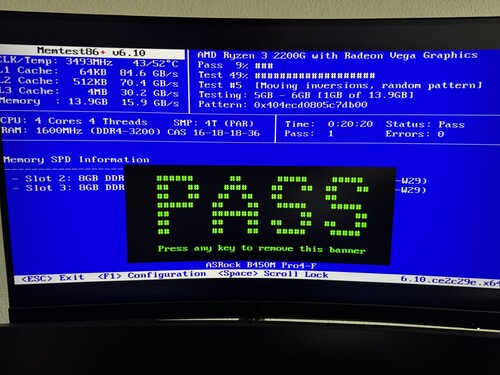 Memtest86+ v6.10
AMD Ryzen 3 2200G with Radeon Vega Graphics
CLK/Temp: 3493MHz 43/52°C
Pass 9% ###
L1 Cache: 64KB 84.6 GB/s
Test 49% ###################
L2 Cache: 512KB 70.4 GB/s
Test #5 [Moving inversions, random pattern]
L3 Cache: 4MB 30.2 GB/s
Testing: 5GB - 6GB [1GB of 13.9GB]
Memory : 13.9GB 15.9 GB/s
Pattern: 0x404ecd0805c7db00
CPU: 4 Cores 4 Threads SMP: 4T (PAR)
Time: 0:20:20 Status: Pass
RAM: 1600MHz (DDR4-3200) CAS 16-18-18-36
Pass: 1 Errors: 0
Memory SPD Information
- Slot 2: 8GB DDR -W29)
- Slot 3: 8GB DDR -W29)
PASS
Press any key to remove this banner
ASRock B450M Pro4-F
<ESC> Exit <F1> Configuration <Space> Scroll Lock 6.10.ce2c29e.x64